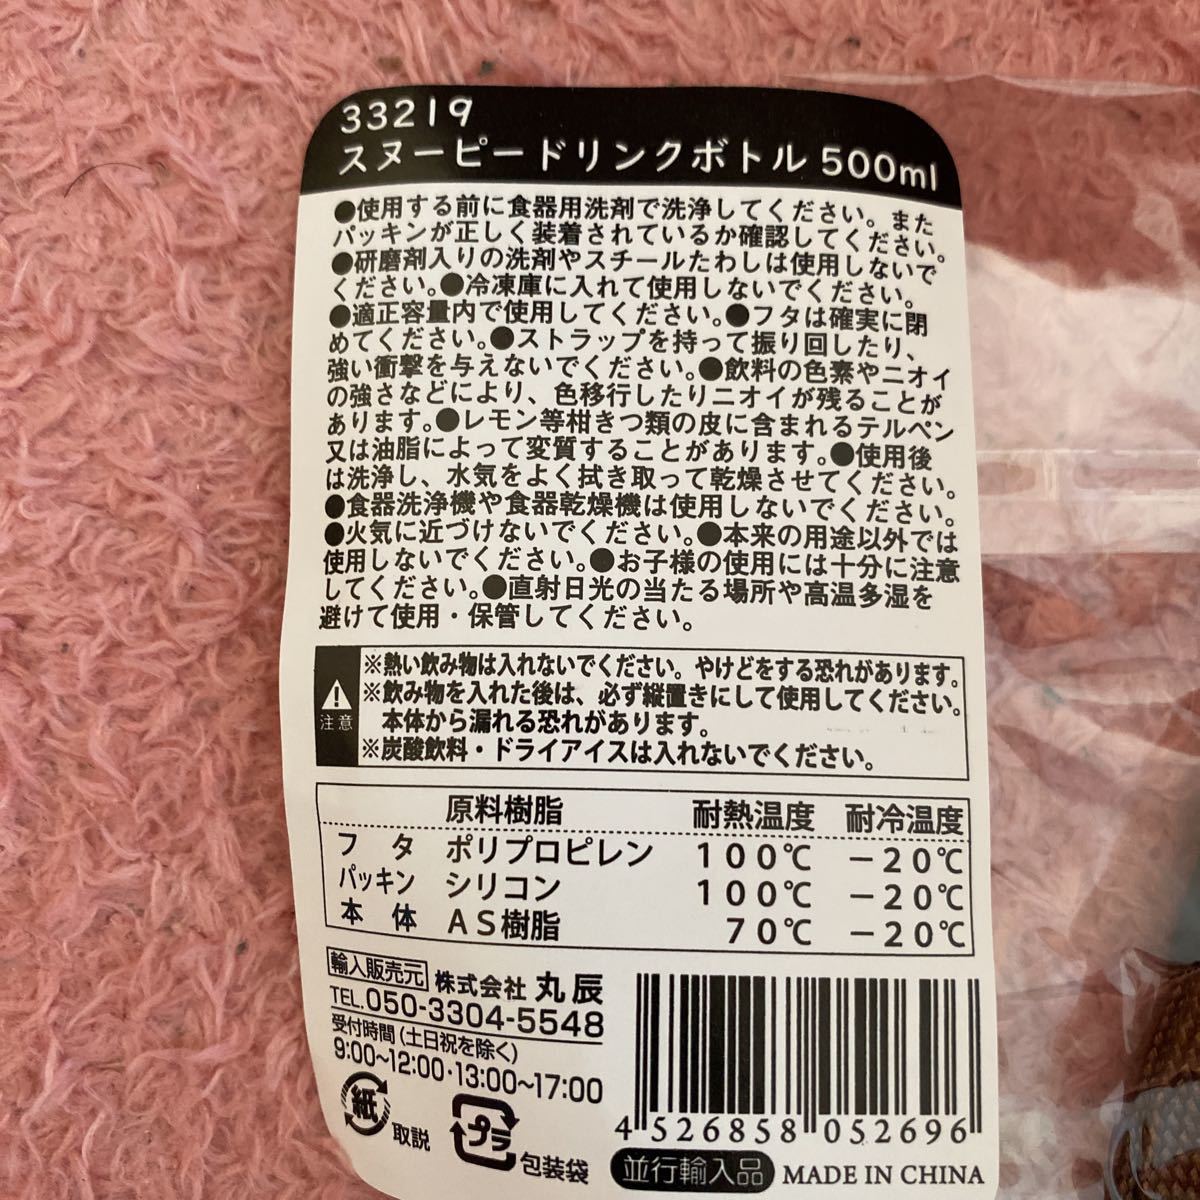 33219
スヌーピードリンクボトル 500ml
●使用する前に食器用洗剤で洗浄してください。また
パッキンが正しく装着されているか確認してください。
●研磨剤入りの洗剤やスチールたわしは使用しないで
ください。●冷凍庫に入れて使用しないでください。
●適正容量内で使用してください。●フタは確実に閉
めてください。●ストラップを持って振り回したり、
強い衝撃を与えないでください。●飲料の色素やニオイ
の強さなどにより、色移行したりニオイが残ることが
あります。●レモン等柑きつ類の皮に含まれるテルペン
又は油脂によって変質することがあります。●使用後
は洗浄し、水気をよく拭き取って乾燥させてください。
●食器洗浄機や食器乾燥機は使用しないでください。
●火気に近づけないでください。●本来の用途以外では
使用しないでください。●お子様の使用には十分に注意
してください。●直射日光の当たる場所や高温多湿を
避けて使用・保管してください。
注意
※熱い飲み物は入れないでください。やけどをする恐れがあります。
※飲み物を入れた後は、必ず縦置きにして使用してください。
本体から漏れる恐れがあります。
※炭酸飲料・ドライアイスは入れないでください。
原料樹脂 耐熱温度 耐冷温度
フタ ポリプロピレン 100℃ −20℃
パッキン シリコン 100℃ −20℃
本体 AS樹脂 70℃ −20℃
輸入販売元 株式会社 丸辰
TEL.050-3304-5548
受付時間(土日祝を除く)
9:00~12:00・13:00~17:00
紙 取説
プラ 包装袋
4 526858 052696
並行輸入品 MADE IN CHINA